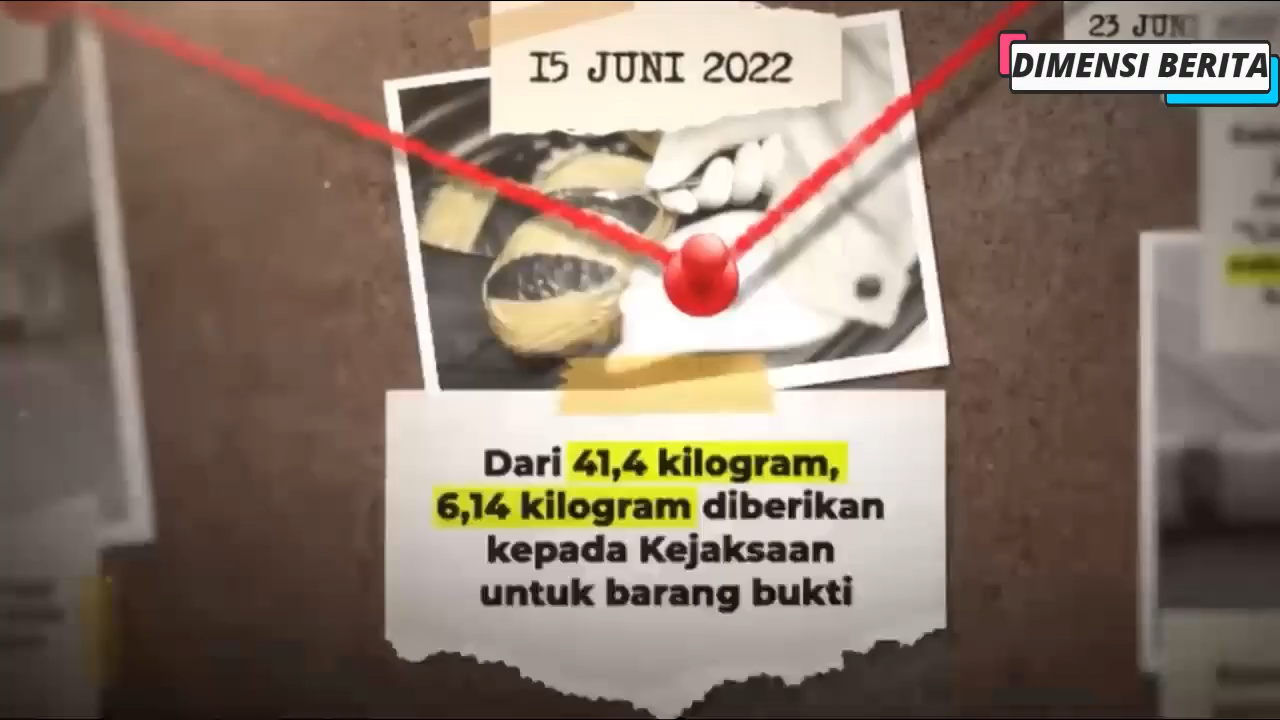 15 JUNI 2022
23 JUNI
DIMENSI BERITA
Dari 41,4 kilogram,
6,14 kilogram diberikan
kepada Kejaksaan
untuk barang bukti